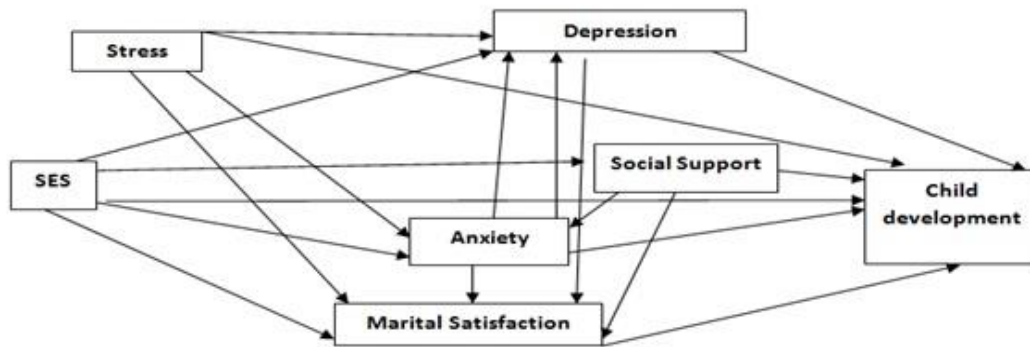 Depression
Stress
Social Support
SES
Child
development
Anxiety
Marital Satisfaction